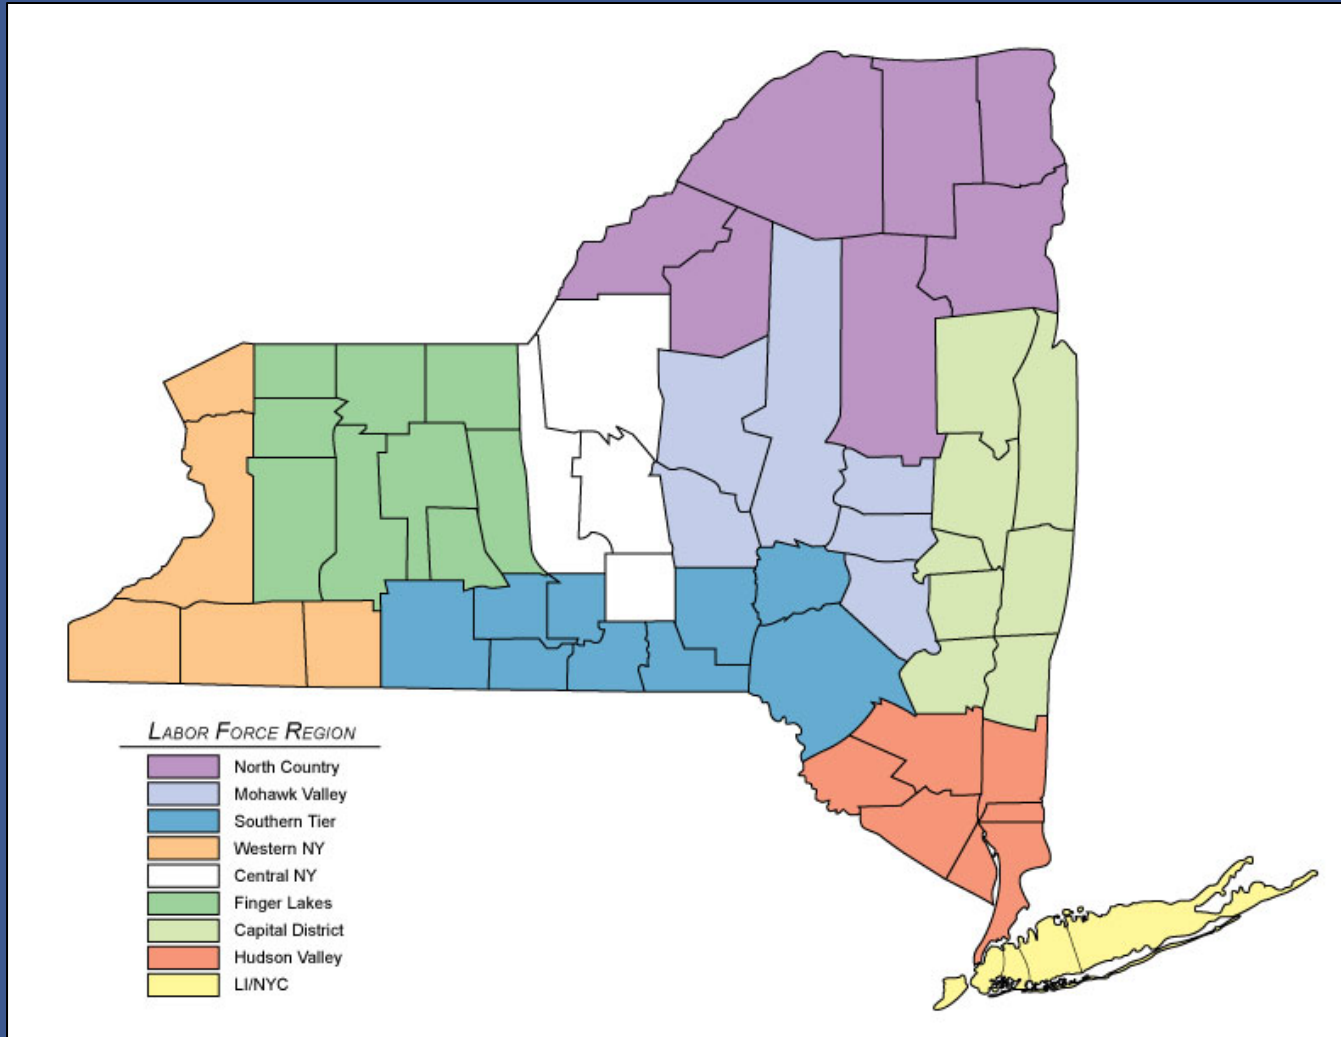 LABOR FORCE REGION
North Country
Mohawk Valley
Southern Tier
Western NY
Central NY
Finger Lakes
Capital District
Hudson Valley
LI/NYC